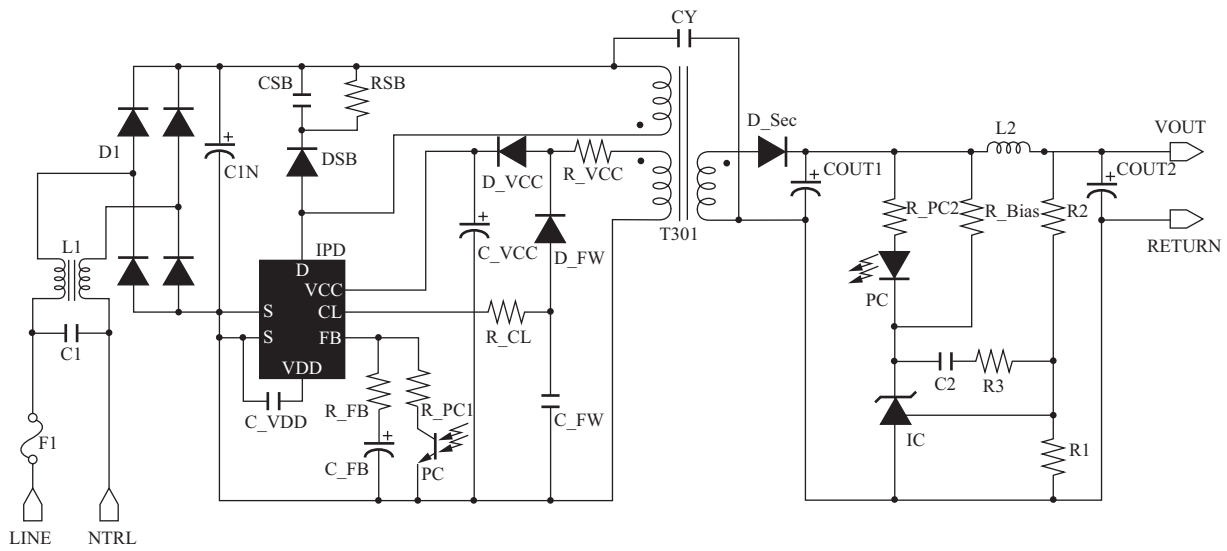 CY
CSB
RSB
D_Sec
L2
VOUT
D1
+
C1N
DSB
D_VCC
R_VCC
+
COUT1
+
COUT2
R_PC2
R_Bias
R2
L1
IPD
+
C_VCC
T301
D_FW
RETURN
D
VCC
PC
S
CL
R_CL
S
FB
C1
VDD
C2
R3
C_VDD
R_FB
R_PC1
C_FW
F1
+
C_FB
PC
IC
R1
LINE
NTRL